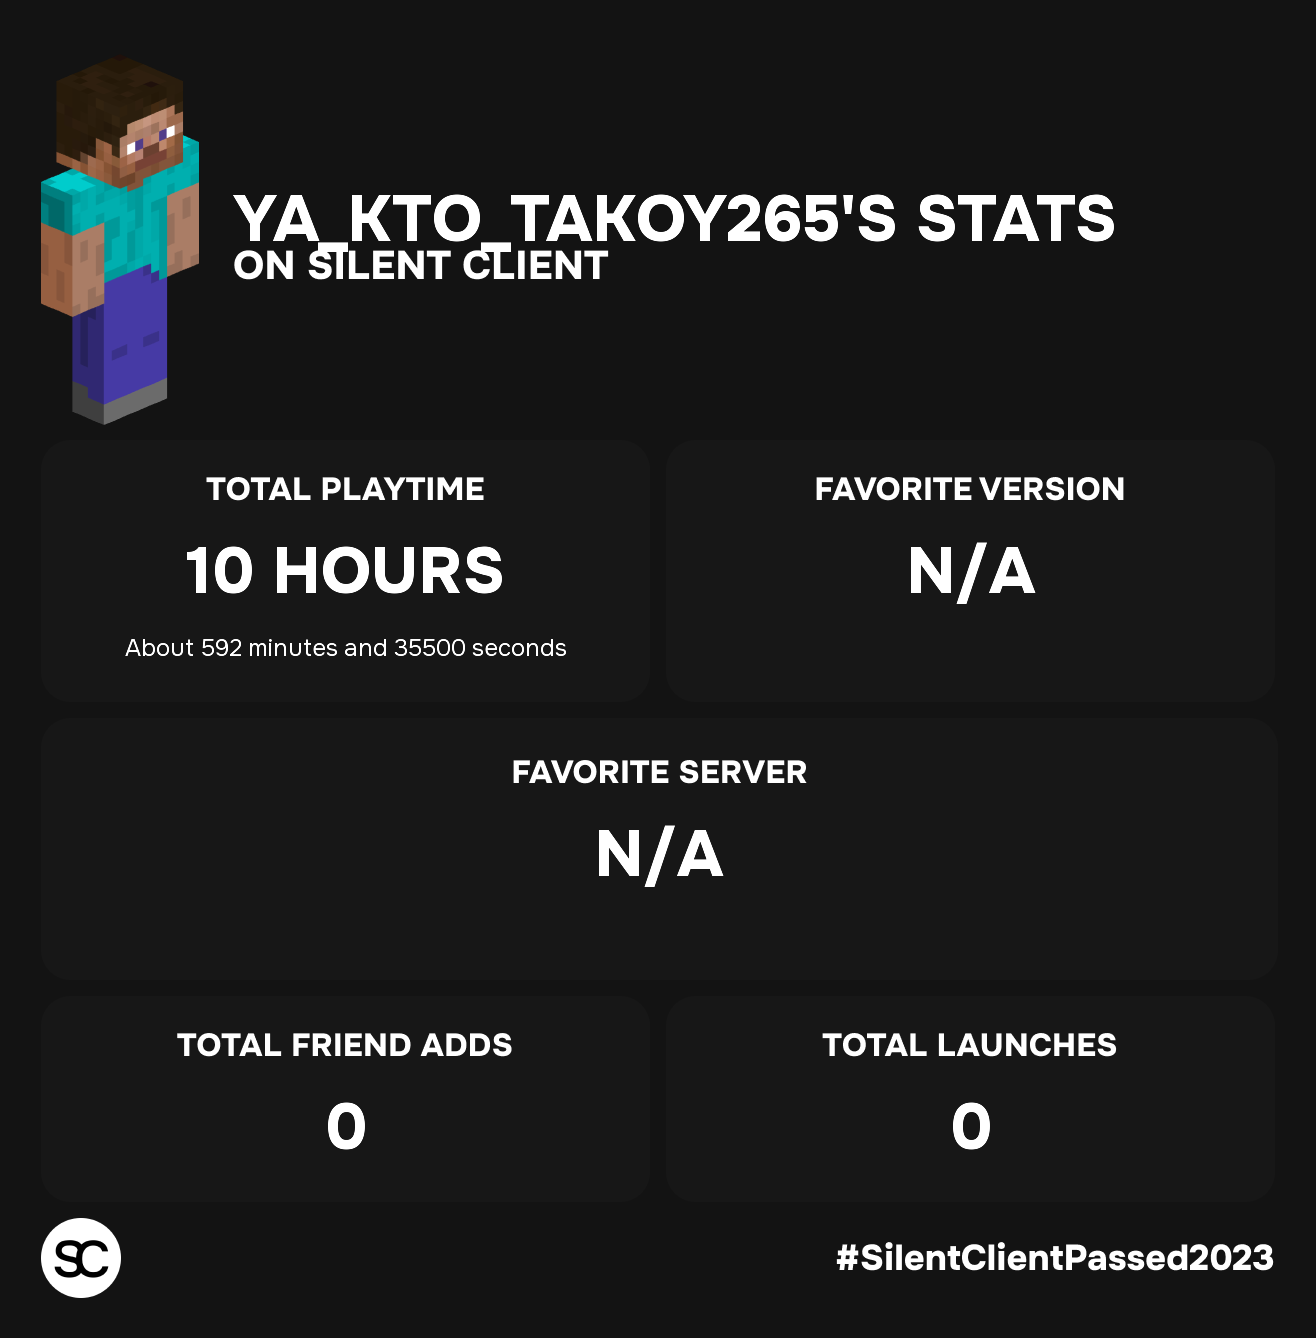 YA_KTO_TAKOY265'S STATS
ON SILENT CLIENT
TOTAL PLAYTIME
10 HOURS
About 592 minutes and 35500 seconds
FAVORITE VERSION
N/A
FAVORITE SERVER
N/A
TOTAL FRIEND ADDS
0
TOTAL LAUNCHES
0
SC
#SilentClientPassed2023